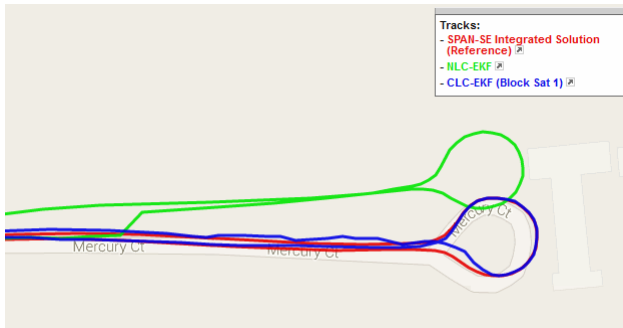 Tracks:
- SPAN-SE Integrated Solution
(Reference)
- NLC-EKF
- CLC-EKF (Block Sat 1)
Mercury Ct
Mercury Ct
Mercury Ct